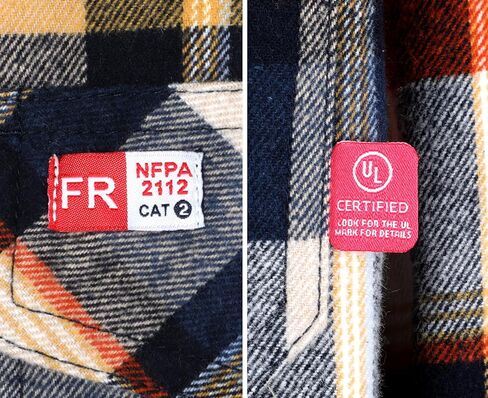 FR
NFPA
2112
CAT 2
UL
CERTIFIED
LOOK FOR THE UL
MARK FOR DETAILS